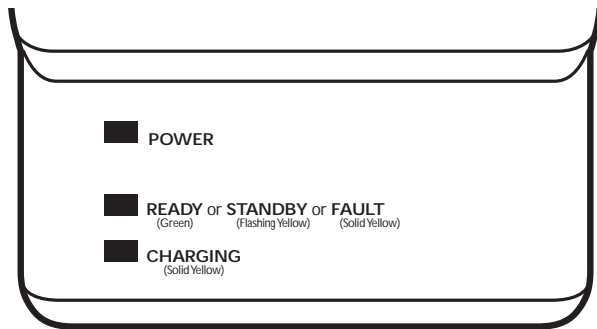 POWER
READY or STANDBY or FAULT
(Green) (Flashing Yellow) (Solid Yellow)
CHARGING
(Solid Yellow)